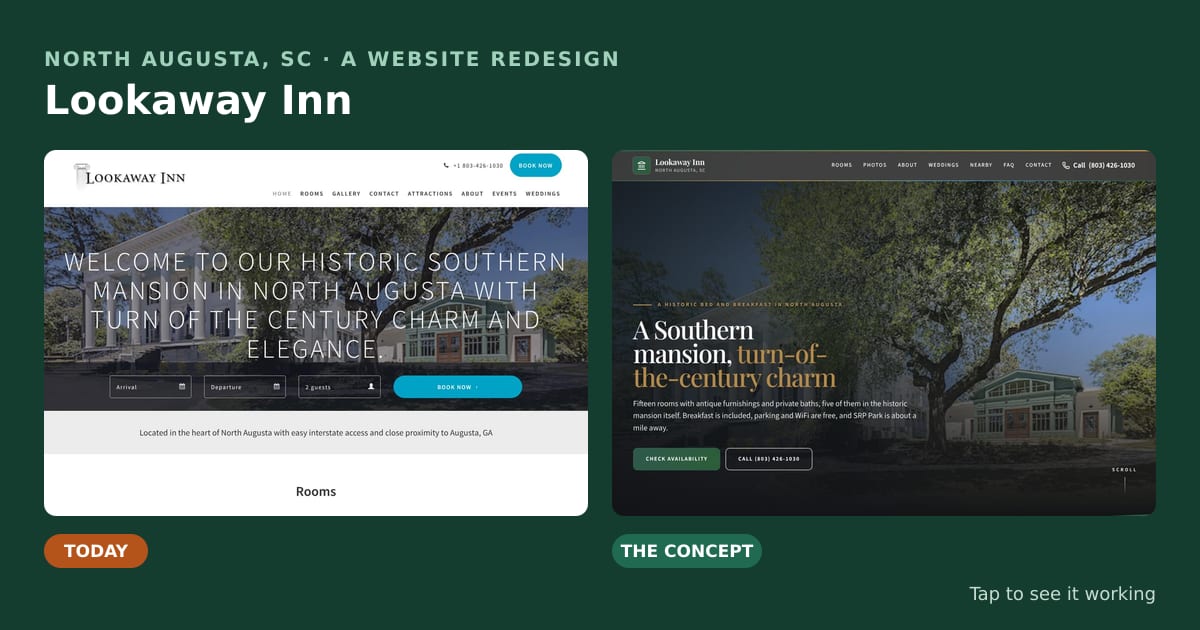 NORTH AUGUSTA, SC · A WEBSITE REDESIGN
Lookaway Inn
LOOKAWAY INN
+1 803-426-1030
BOOK NOW
HOME ROOMS GALLERY CONTACT ATTRACTIONS ABOUT EVENTS WEDDINGS
WELCOME TO OUR HISTORIC SOUTHERN
MANSION IN NORTH AUGUSTA WITH
TURN OF THE CENTURY CHARM AND
ELEGANCE.
Arrival
Departure
2 guests
BOOK NOW ›
Located in the heart of North Augusta with easy interstate access and close proximity to Augusta, GA
Rooms
TODAY
Lookaway Inn
NORTH AUGUSTA, SC
ROOMS PHOTOS ABOUT WEDDINGS NEARBY FAQ CONTACT
Call (803) 426-1030
A HISTORIC BED AND BREAKFAST IN NORTH AUGUSTA
A Southern
mansion, turn-of-
the-century charm
Fifteen rooms with antique furnishings and private baths, five of them in the historic
mansion itself. Breakfast is included, parking and WiFi are free, and SRP Park is about a
mile away.
CHECK AVAILABILITY
CALL (803) 426-1030
SCROLL
THE CONCEPT
Tap to see it working